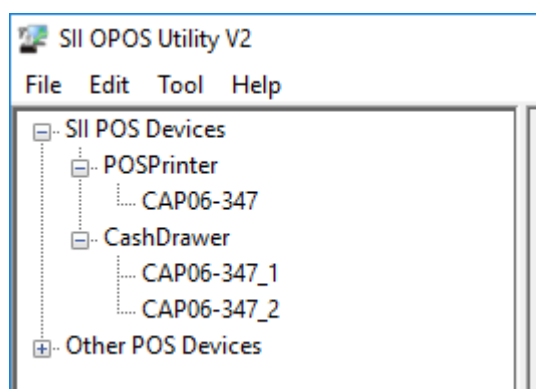 SII OPOS Utility V2
File Edit Tool Help
SII POS Devices
POSPrinter
CAP06-347
CashDrawer
CAP06-347_1
CAP06-347_2
Other POS Devices